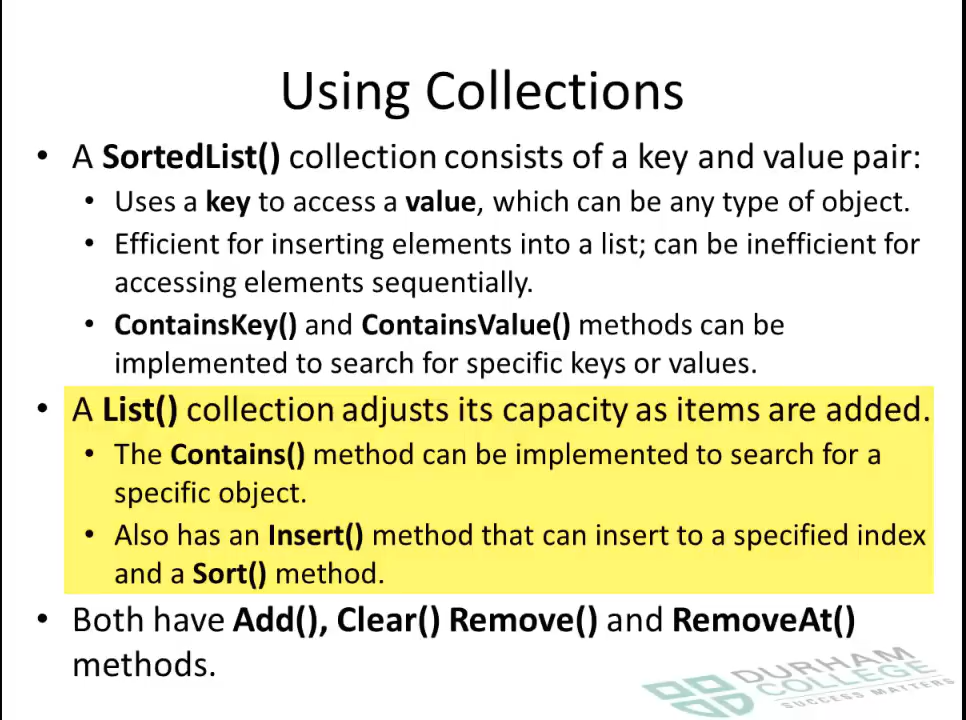 Using Collections
• A SortedList() collection consists of a key and value pair:
• Uses a key to access a value, which can be any type of object.
• Efficient for inserting elements into a list; can be inefficient for
accessing elements sequentially.
• ContainsKey() and ContainsValue() methods can be
implemented to search for specific keys or values.
• A List() collection adjusts its capacity as items are added.
• The Contains() method can be implemented to search for a
specific object.
• Also has an Insert() method that can insert to a specified index
and a Sort() method.
• Both have Add(), Clear() Remove() and RemoveAt()
methods.
DURHAM
COLLEGE
SUCCESS MATTERS